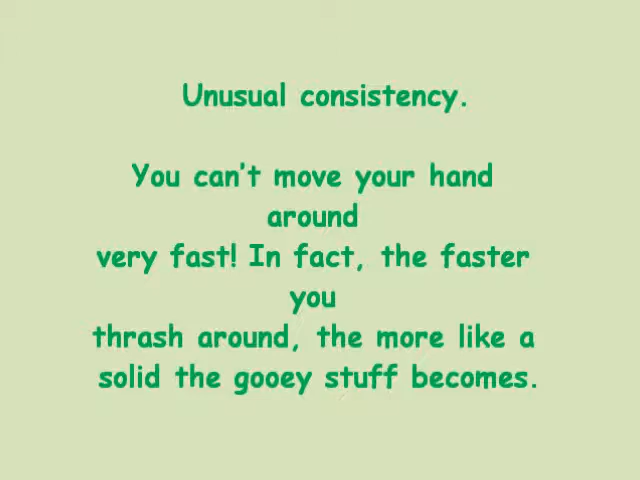 Unusual consistency.
You can't move your hand
around
very fast! In fact, the faster
you
thrash around, the more like a
solid the gooey stuff becomes.